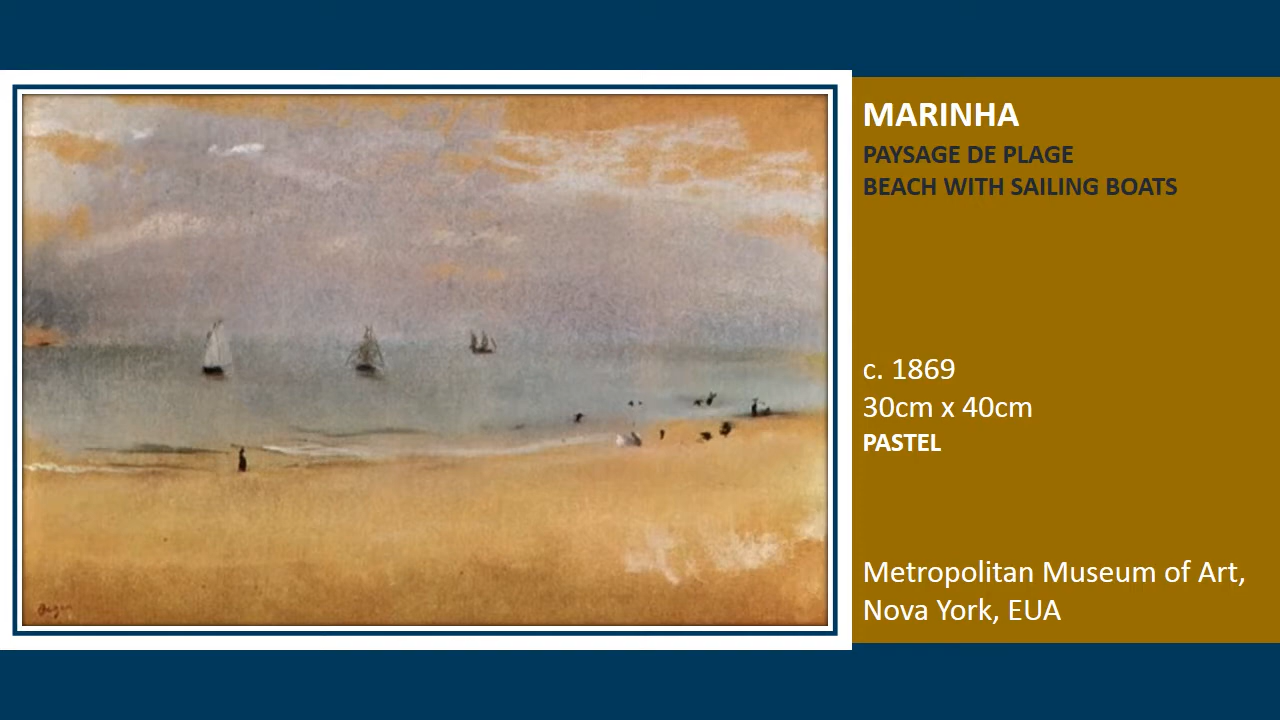 MARINHA
PAYSAGE DE PLAGE
BEACH WITH SAILING BOATS
c. 1869
30cm x 40cm
PASTEL
Metropolitan Museum of Art,
Nova York, EUA
Degas